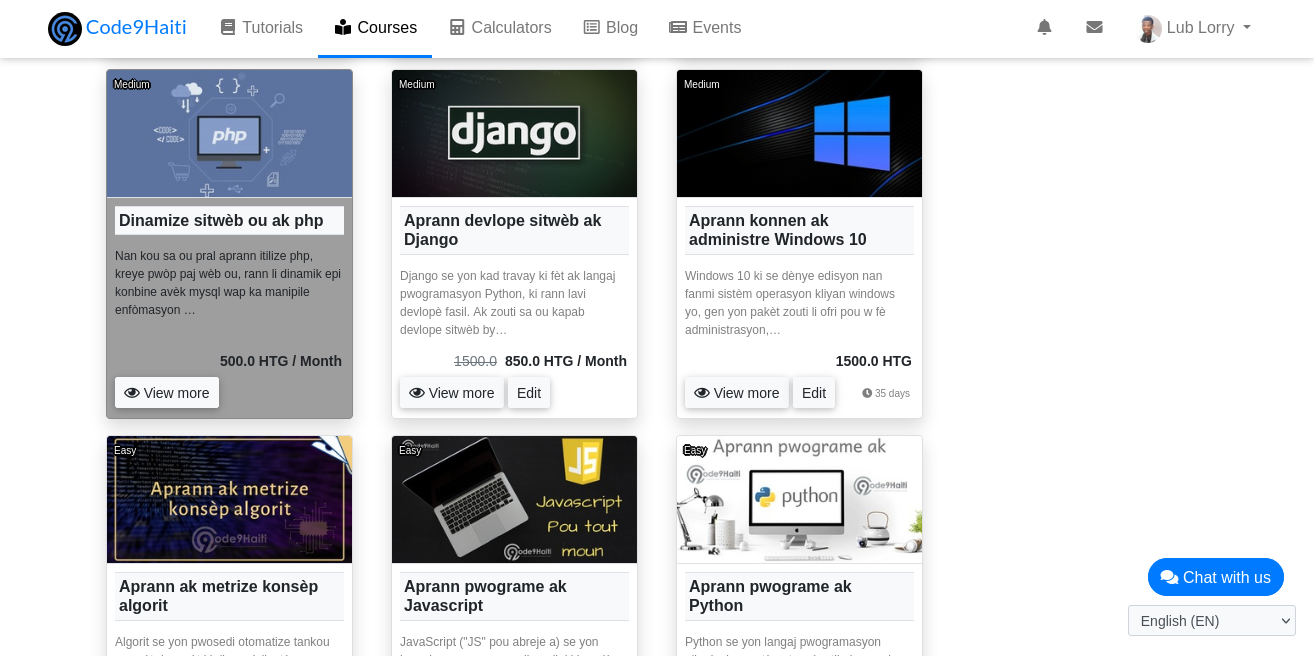 Code9Haiti
Tutorials
Courses
Calculators
Blog
Events
Lub Lorry
Medium
{ }
<CODE>
</CODE>
php
Dinamize sitwèb ou ak php
Nan kou sa ou pral aprann itilize php,
kreye pwòp paj wèb ou, rann li dinamik epi
konbine avèk mysql wap ka manipile
enfòmasyon …
500.0 HTG / Month
View more
Medium
django
Aprann devlope sitwèb ak
Django
Django se yon kad travay ki fèt ak langaj
pwogramasyon Python, ki rann lavi
devlopè fasil. Ak zouti sa ou kapab
devlope sitwèb by…
1500.0 850.0 HTG / Month
View more
Edit
Medium
Aprann konnen ak
administre Windows 10
Windows 10 ki se dènye edisyon nan
fanmi sistèm operasyon kliyan windows
yo, gen yon pakèt zouti li ofri pou w fè
administrasyon,…
1500.0 HTG
View more
Edit
35 days
Easy
Aprann ak metrize
konsèp algorit
ode9Haiti
Aprann ak metrize konsèp
algorit
Algorit se yon pwosedi otomatize tankou
Easy
ode9Haiti
JS
Javascript
Pou tout
moun
ode9Haiti
Aprann pwograme ak
Javascript
JavaScript ("JS" pou abreje a) se yon
Easy
Aprann pwograme ak
ode9Haiti
python
ode9Haiti
Aprann pwograme ak
Python
Python se yon langaj pwogramasyon
Chat with us
English (EN)